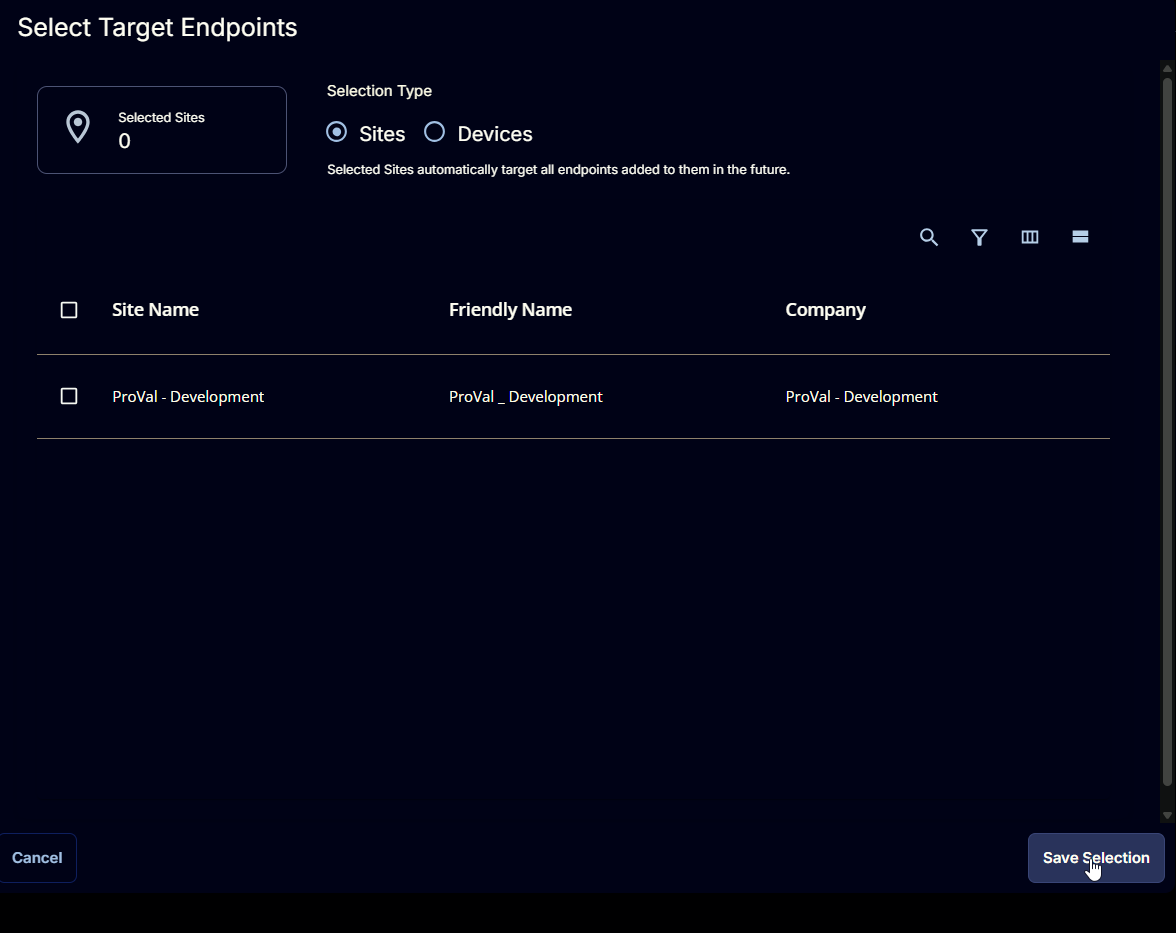 Select Target Endpoints
Selection Type
Selected Sites
0
Sites Devices
Selected Sites automatically target all endpoints added to them in the future.
Site Name Friendly Name Company
ProVal - Development ProVal _ Development ProVal - Development
Cancel Save Selection